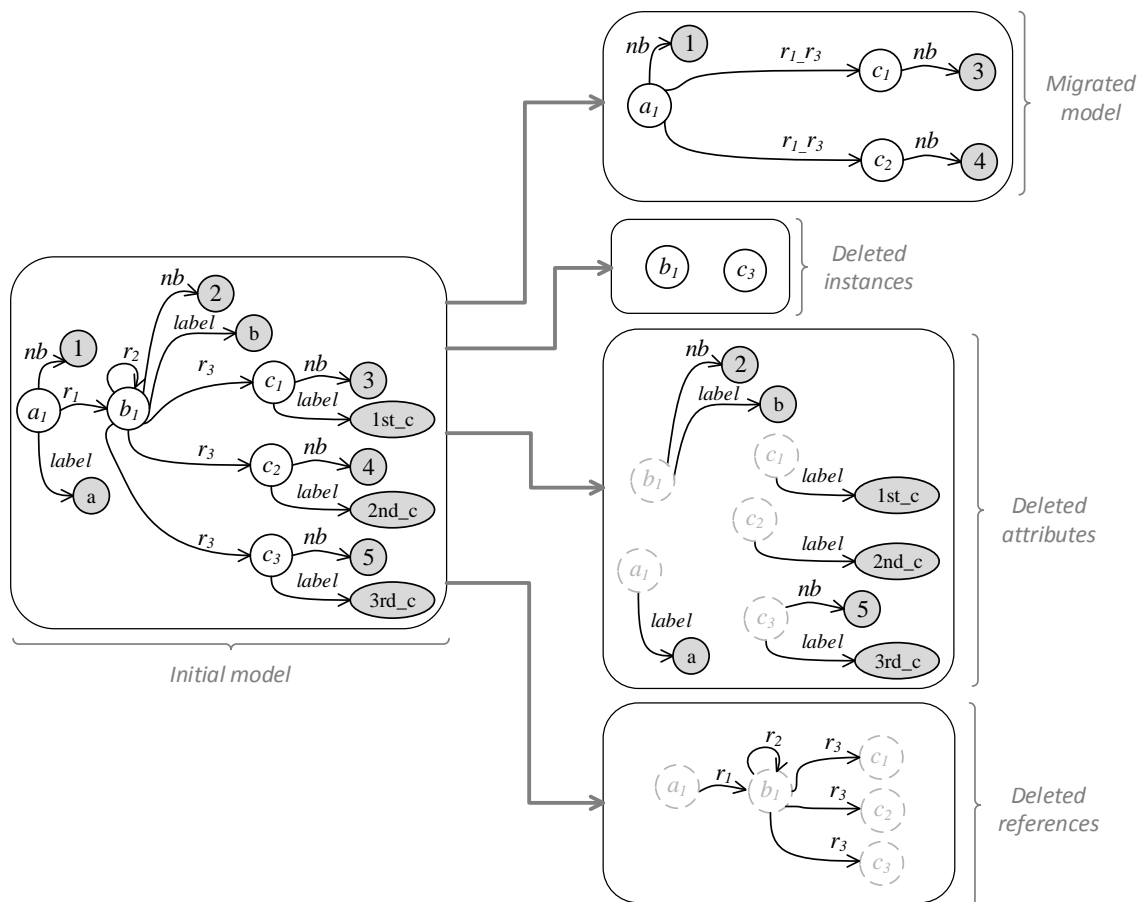 nb
1
r1_r3
c1
nb
3
a1
r1_r3
c2
nb
4
Migrated
model
b1
c3
Deleted
instances
nb
2
label
b
nb
1
r2
r3
c1
nb
3
label
1st_c
a1
r1
b1
r3
c2
nb
4
label
2nd_c
label
a
r3
c3
nb
5
label
3rd_c
Initial model
nb
2
label
b
b1
c1
label
1st_c
c2
label
2nd_c
a1
label
a
c3
nb
5
label
3rd_c
Deleted
attributes
r2
r3
c1
a1
r1
b1
r3
c2
r3
c3
Deleted
references